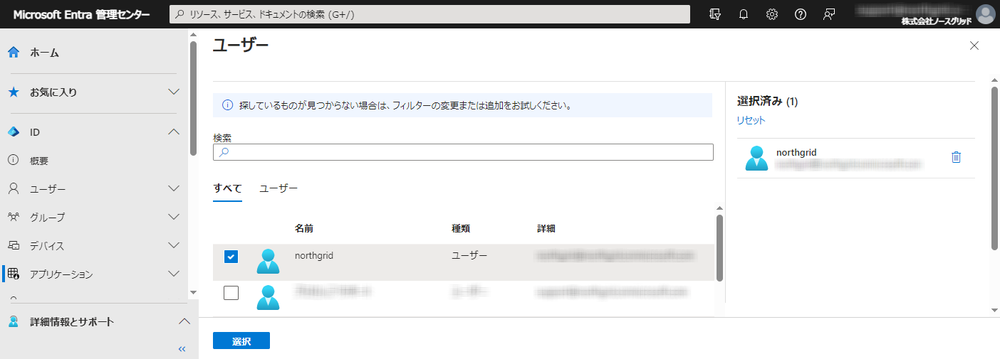 Microsoft Entra 管理センター
リソース、サービス、ドキュメントの検索 (G+/)
株式会社ノースグリッド
ホーム
お気に入り
ID
概要
ユーザー
グループ
デバイス
アプリケーション
詳細情報とサポート
ユーザー
探しているものが見つからない場合は、フィルターの変更または追加をお試しください。
検索
すべて ユーザー
名前 種類 詳細
northgrid ユーザー
選択
選択済み (1)
リセット
northgrid